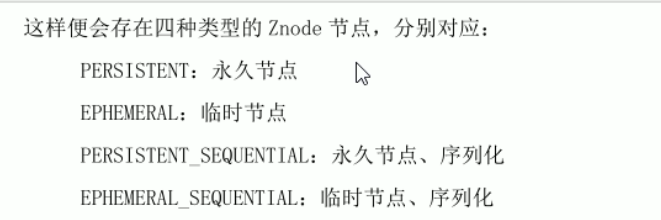 这样便会存在四种类型的 Znode 节点，分别对应：
PERSISTENT：永久节点
EPHEMERAL：临时节点
PERSISTENT_SEQUENTIAL：永久节点、序列化
EPHEMERAL_SEQUENTIAL：临时节点、序列化